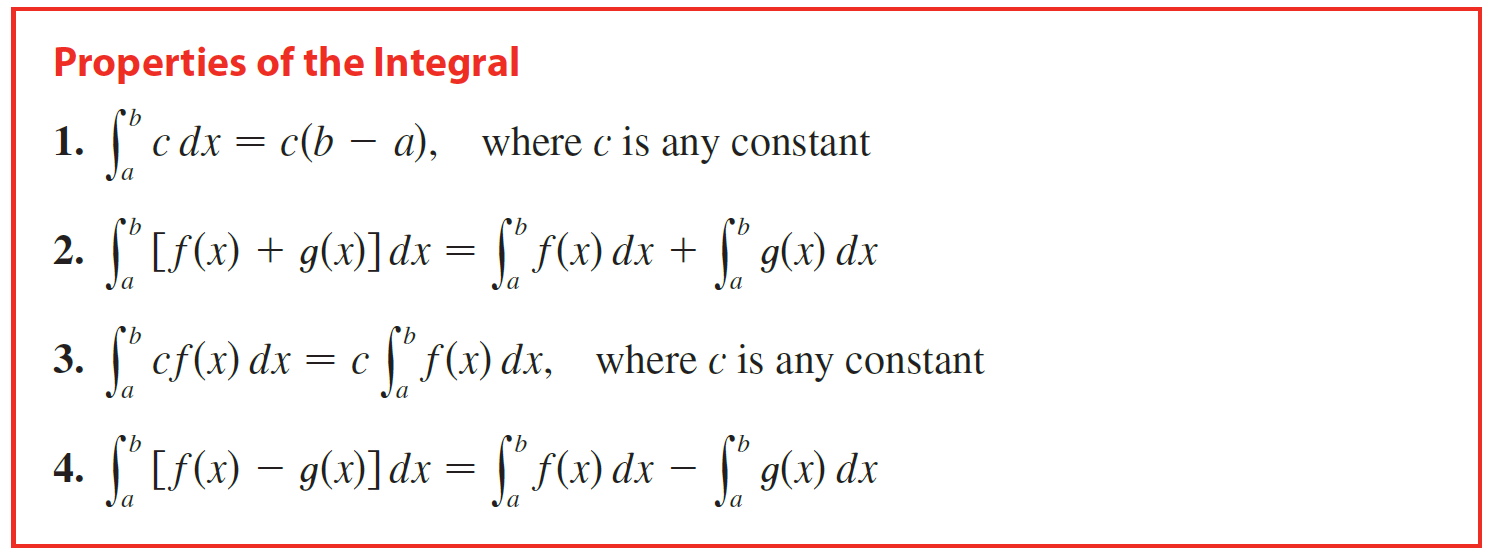 Properties of the Integral
1. ∫_a^b c dx = c(b − a), where c is any constant
2. ∫_a^b [f(x) + g(x)] dx = ∫_a^b f(x) dx + ∫_a^b g(x) dx
3. ∫_a^b cf(x) dx = c ∫_a^b f(x) dx, where c is any constant
4. ∫_a^b [f(x) − g(x)] dx = ∫_a^b f(x) dx − ∫_a^b g(x) dx